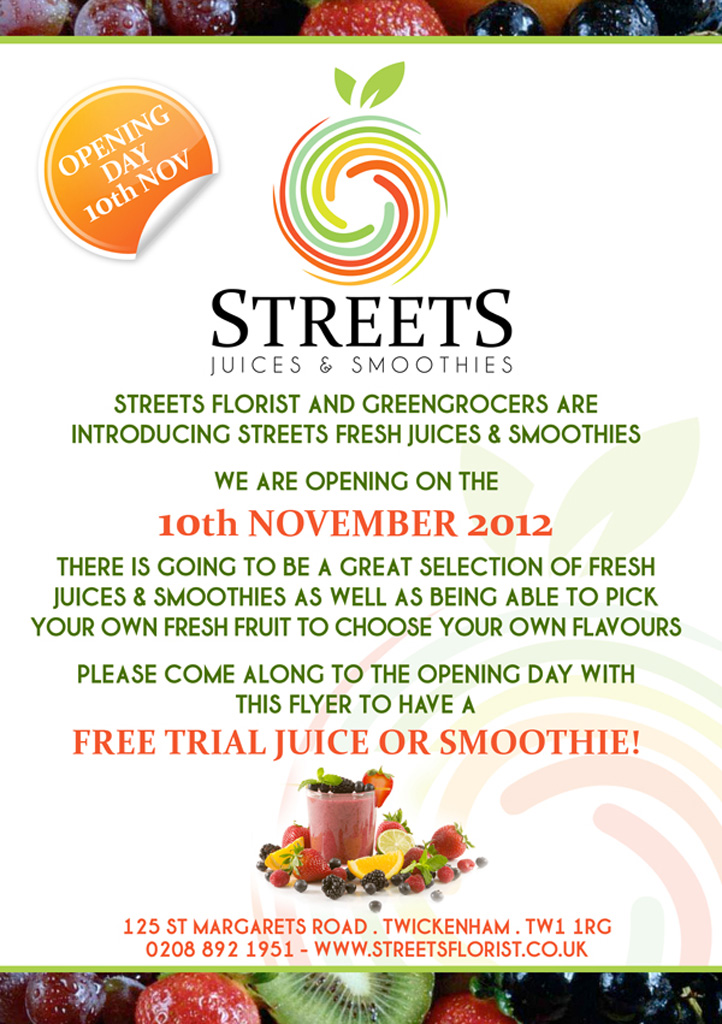 OPENING
DAY
10th NOV
STREETS
JUICES & SMOOTHIES
STREETS FLORIST AND GREENGROCERS ARE
INTRODUCING STREETS FRESH JUICES & SMOOTHIES
WE ARE OPENING ON THE
10th NOVEMBER 2012
THERE IS GOING TO BE A GREAT SELECTION OF FRESH
JUICES & SMOOTHIES AS WELL AS BEING ABLE TO PICK
YOUR OWN FRESH FRUIT TO CHOOSE YOUR OWN FLAVOURS
PLEASE COME ALONG TO THE OPENING DAY WITH
THIS FLYER TO HAVE A
FREE TRIAL JUICE OR SMOOTHIE!
125 ST MARGARETS ROAD . TWICKENHAM . TW1 1RG
0208 892 1951 - WWW.STREETSFLORIST.CO.UK